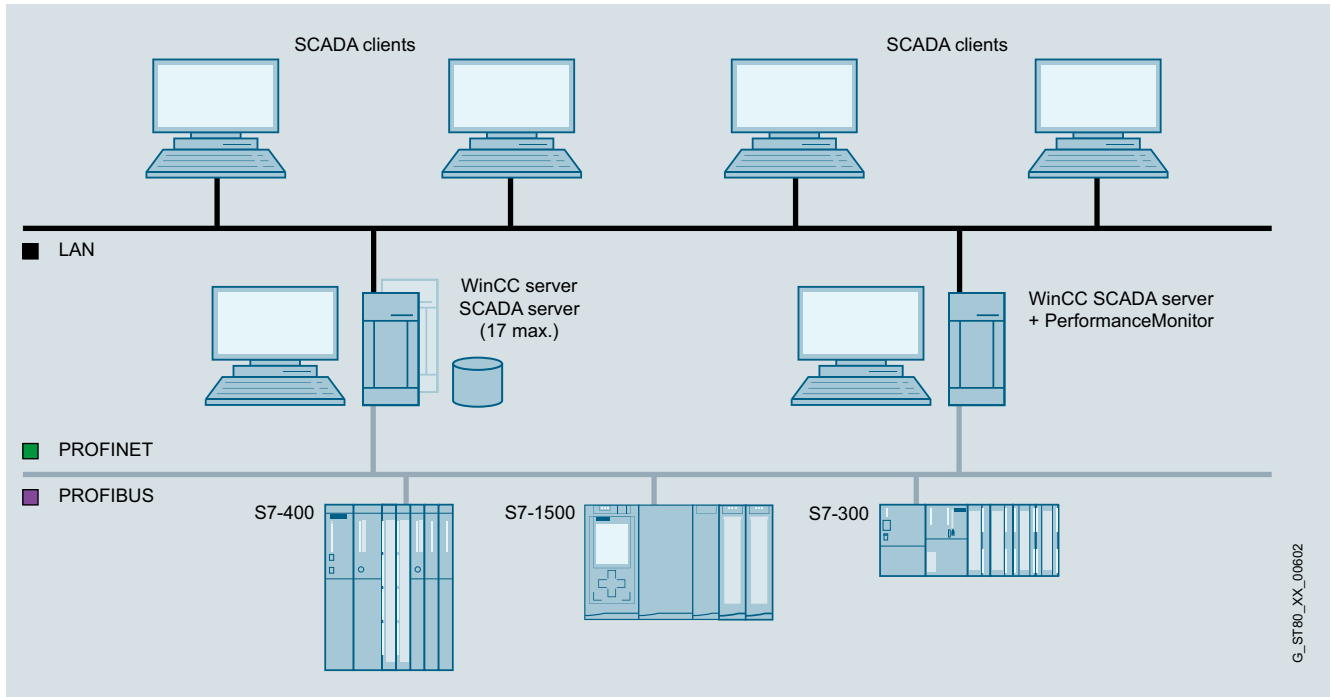 SCADA clients
SCADA clients
LAN
WinCC server
SCADA server
(17 max.)
WinCC SCADA server
+ PerformanceMonitor
PROFINET
PROFIBUS
S7-400
S7-1500
S7-300
G_ST80_XX_00602